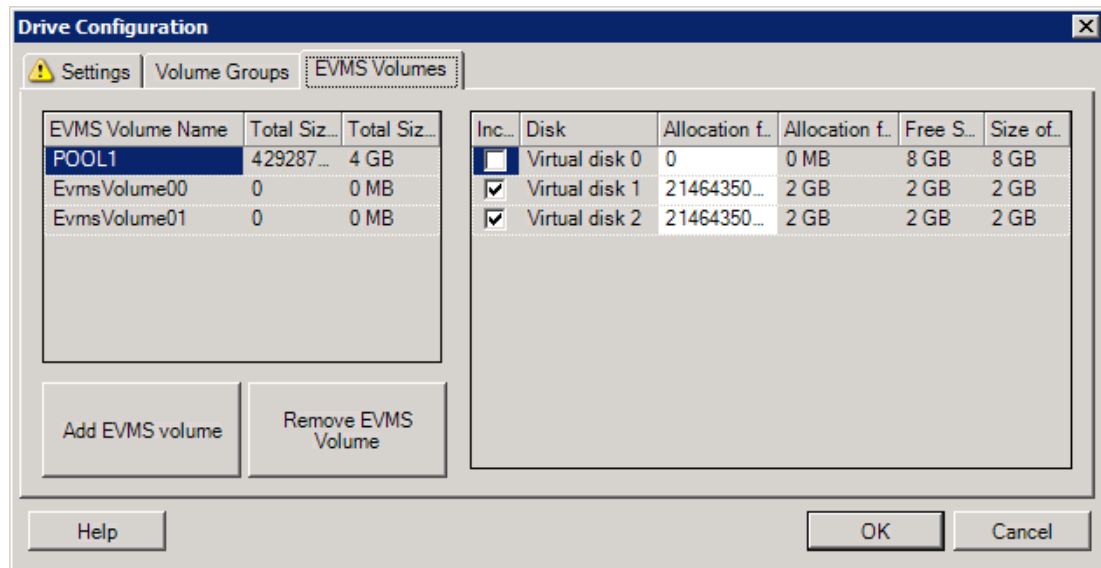 Drive Configuration
Settings
Volume Groups
EVMS Volumes
EVMS Volume Name Total Siz... Total Siz...
POOL1 429287... 4 GB
EvmsVolume00 0 0 MB
EvmsVolume01 0 0 MB
Inc... Disk Allocation f... Allocation f... Free S... Size of...
Virtual disk 0 0 0 MB 8 GB 8 GB
Virtual disk 1 21464350... 2 GB 2 GB 2 GB
Virtual disk 2 21464350... 2 GB 2 GB 2 GB
Add EVMS volume
Remove EVMS
Volume
Help
OK
Cancel